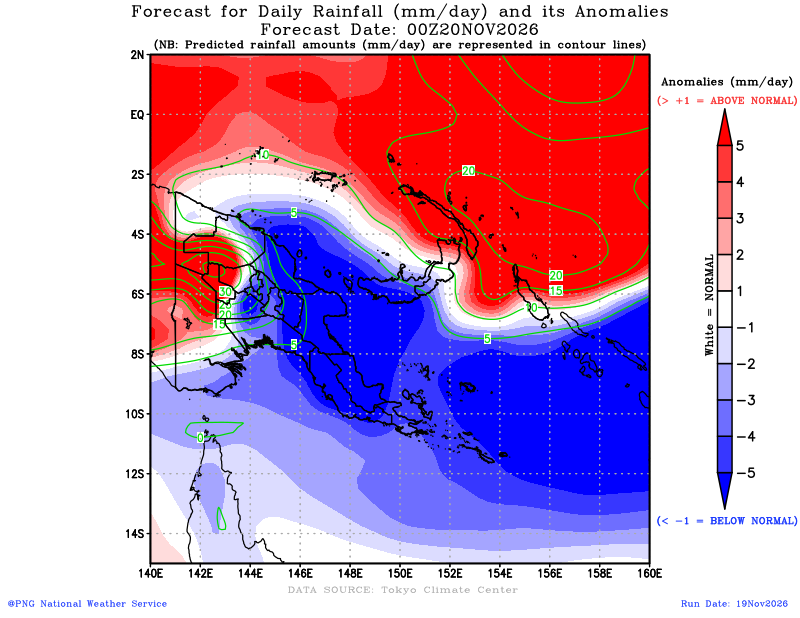 Forecast for Daily Rainfall (mm/day) and its Anomalies
Forecast Date: 00Z20NOV2026
(NB: Predicted rainfall amounts (mm/day) are represented in contour lines)
Anomalies (mm/day)
(> +1 = ABOVE NORMAL)
5
4
3
2
1
-1
-2
-3
-4
-5
White = NORMAL
(< -1 = BELOW NORMAL)
2N
EQ
2S
4S
6S
8S
10S
12S
14S
10
20
5
20
15
10
30
20
15
5
5
0
140E 142E 144E 146E 148E 150E 152E 154E 156E 158E 160E
DATA SOURCE: Tokyo Climate Center
@PNG National Weather Service
Run Date: 19Nov2026